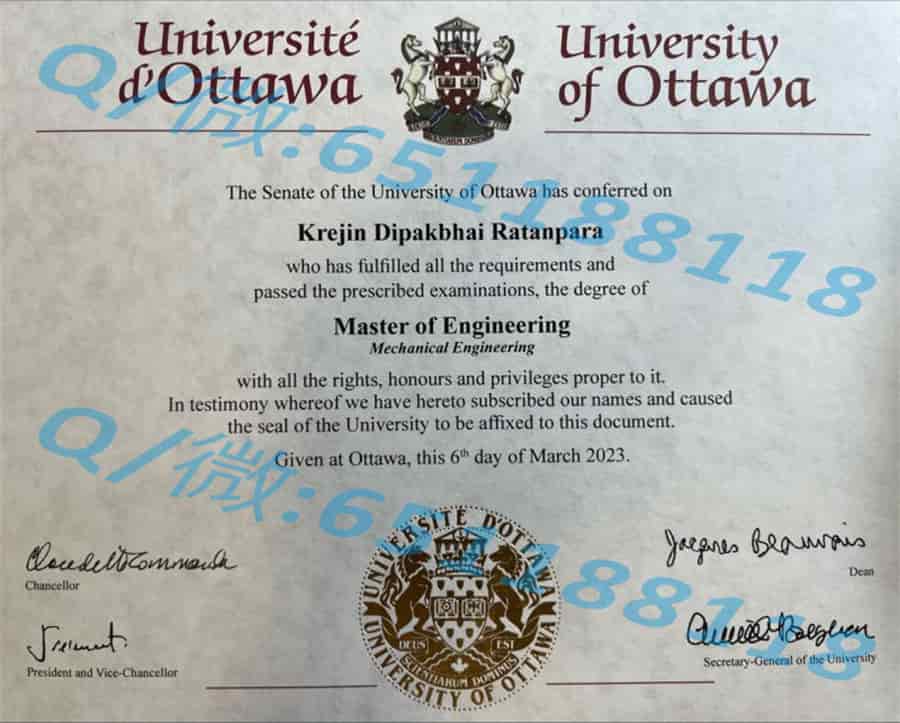 Université
d'Ottawa
University
of Ottawa
Q/微:651188118
The Senate of the University of Ottawa has conferred on
Krejin Dipakbhai Ratanpara
who has fulfilled all the requirements and
passed the prescribed examinations, the degree of
Master of Engineering
Mechanical Engineering
with all the rights, honours and privileges proper to it.
In testimony whereof we have hereto subscribed our names and caused
the seal of the University to be affixed to this document.
Given at Ottawa, this 6th day of March 2023.
Q/微:651188118
Chancellor
Jacques Beauvais
Dean
President and Vice-Chancellor
Secretary-General of the University
UNIVERSITÉ D'OTTAWA
DEUS EST
SCIENTIARUM DOMINUS
UNIVERSITY OF OTTAWA